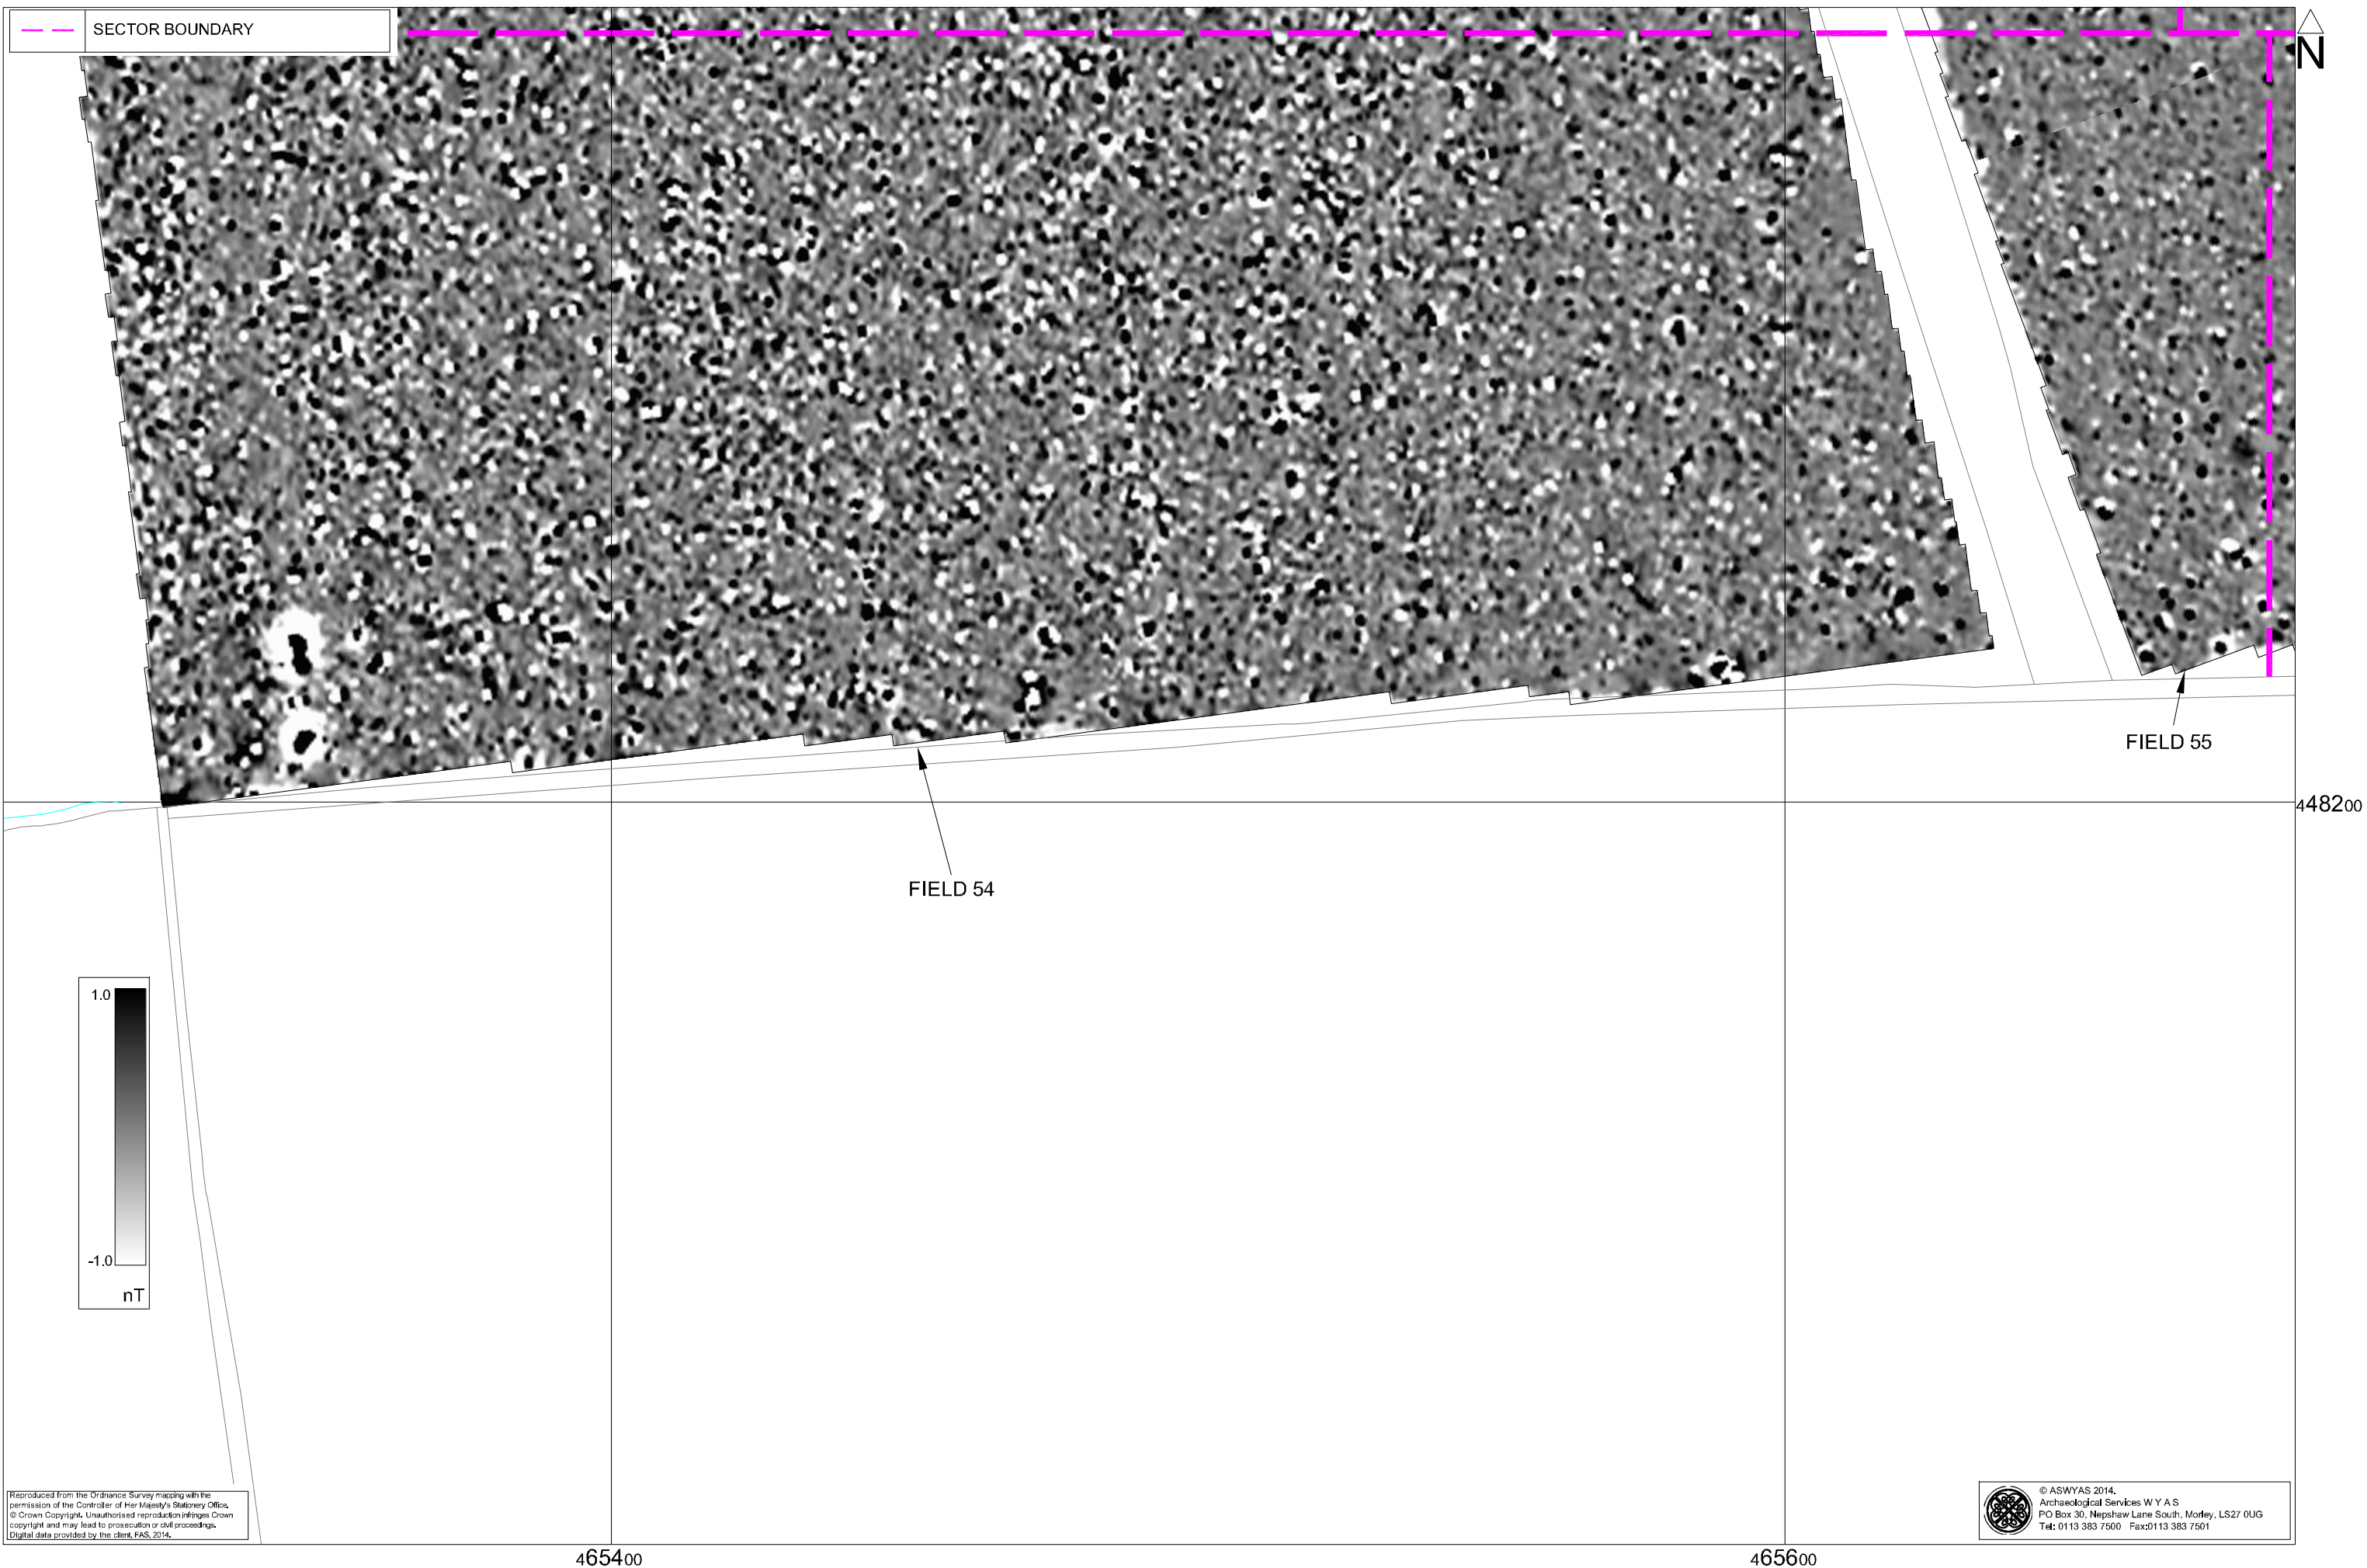 SECTOR BOUNDARY
N
FIELD 55
448200
FIELD 54
1.0
-1.0
nT
Reproduced from the Ordnance Survey mapping with the
permission of the Controller of Her Majesty's Stationery Office.
© Crown Copyright. Unauthorised reproduction infringes Crown
copyright and may lead to prosecution or civil proceedings.
Digital data provided by the client, FAS, 2014.
© ASWYAS 2014.
Archaeological Services W Y A S
PO Box 30, Nepshaw Lane South, Morley, LS27 0UG
Tel: 0113 383 7500 Fax:0113 383 7501
465400
465600